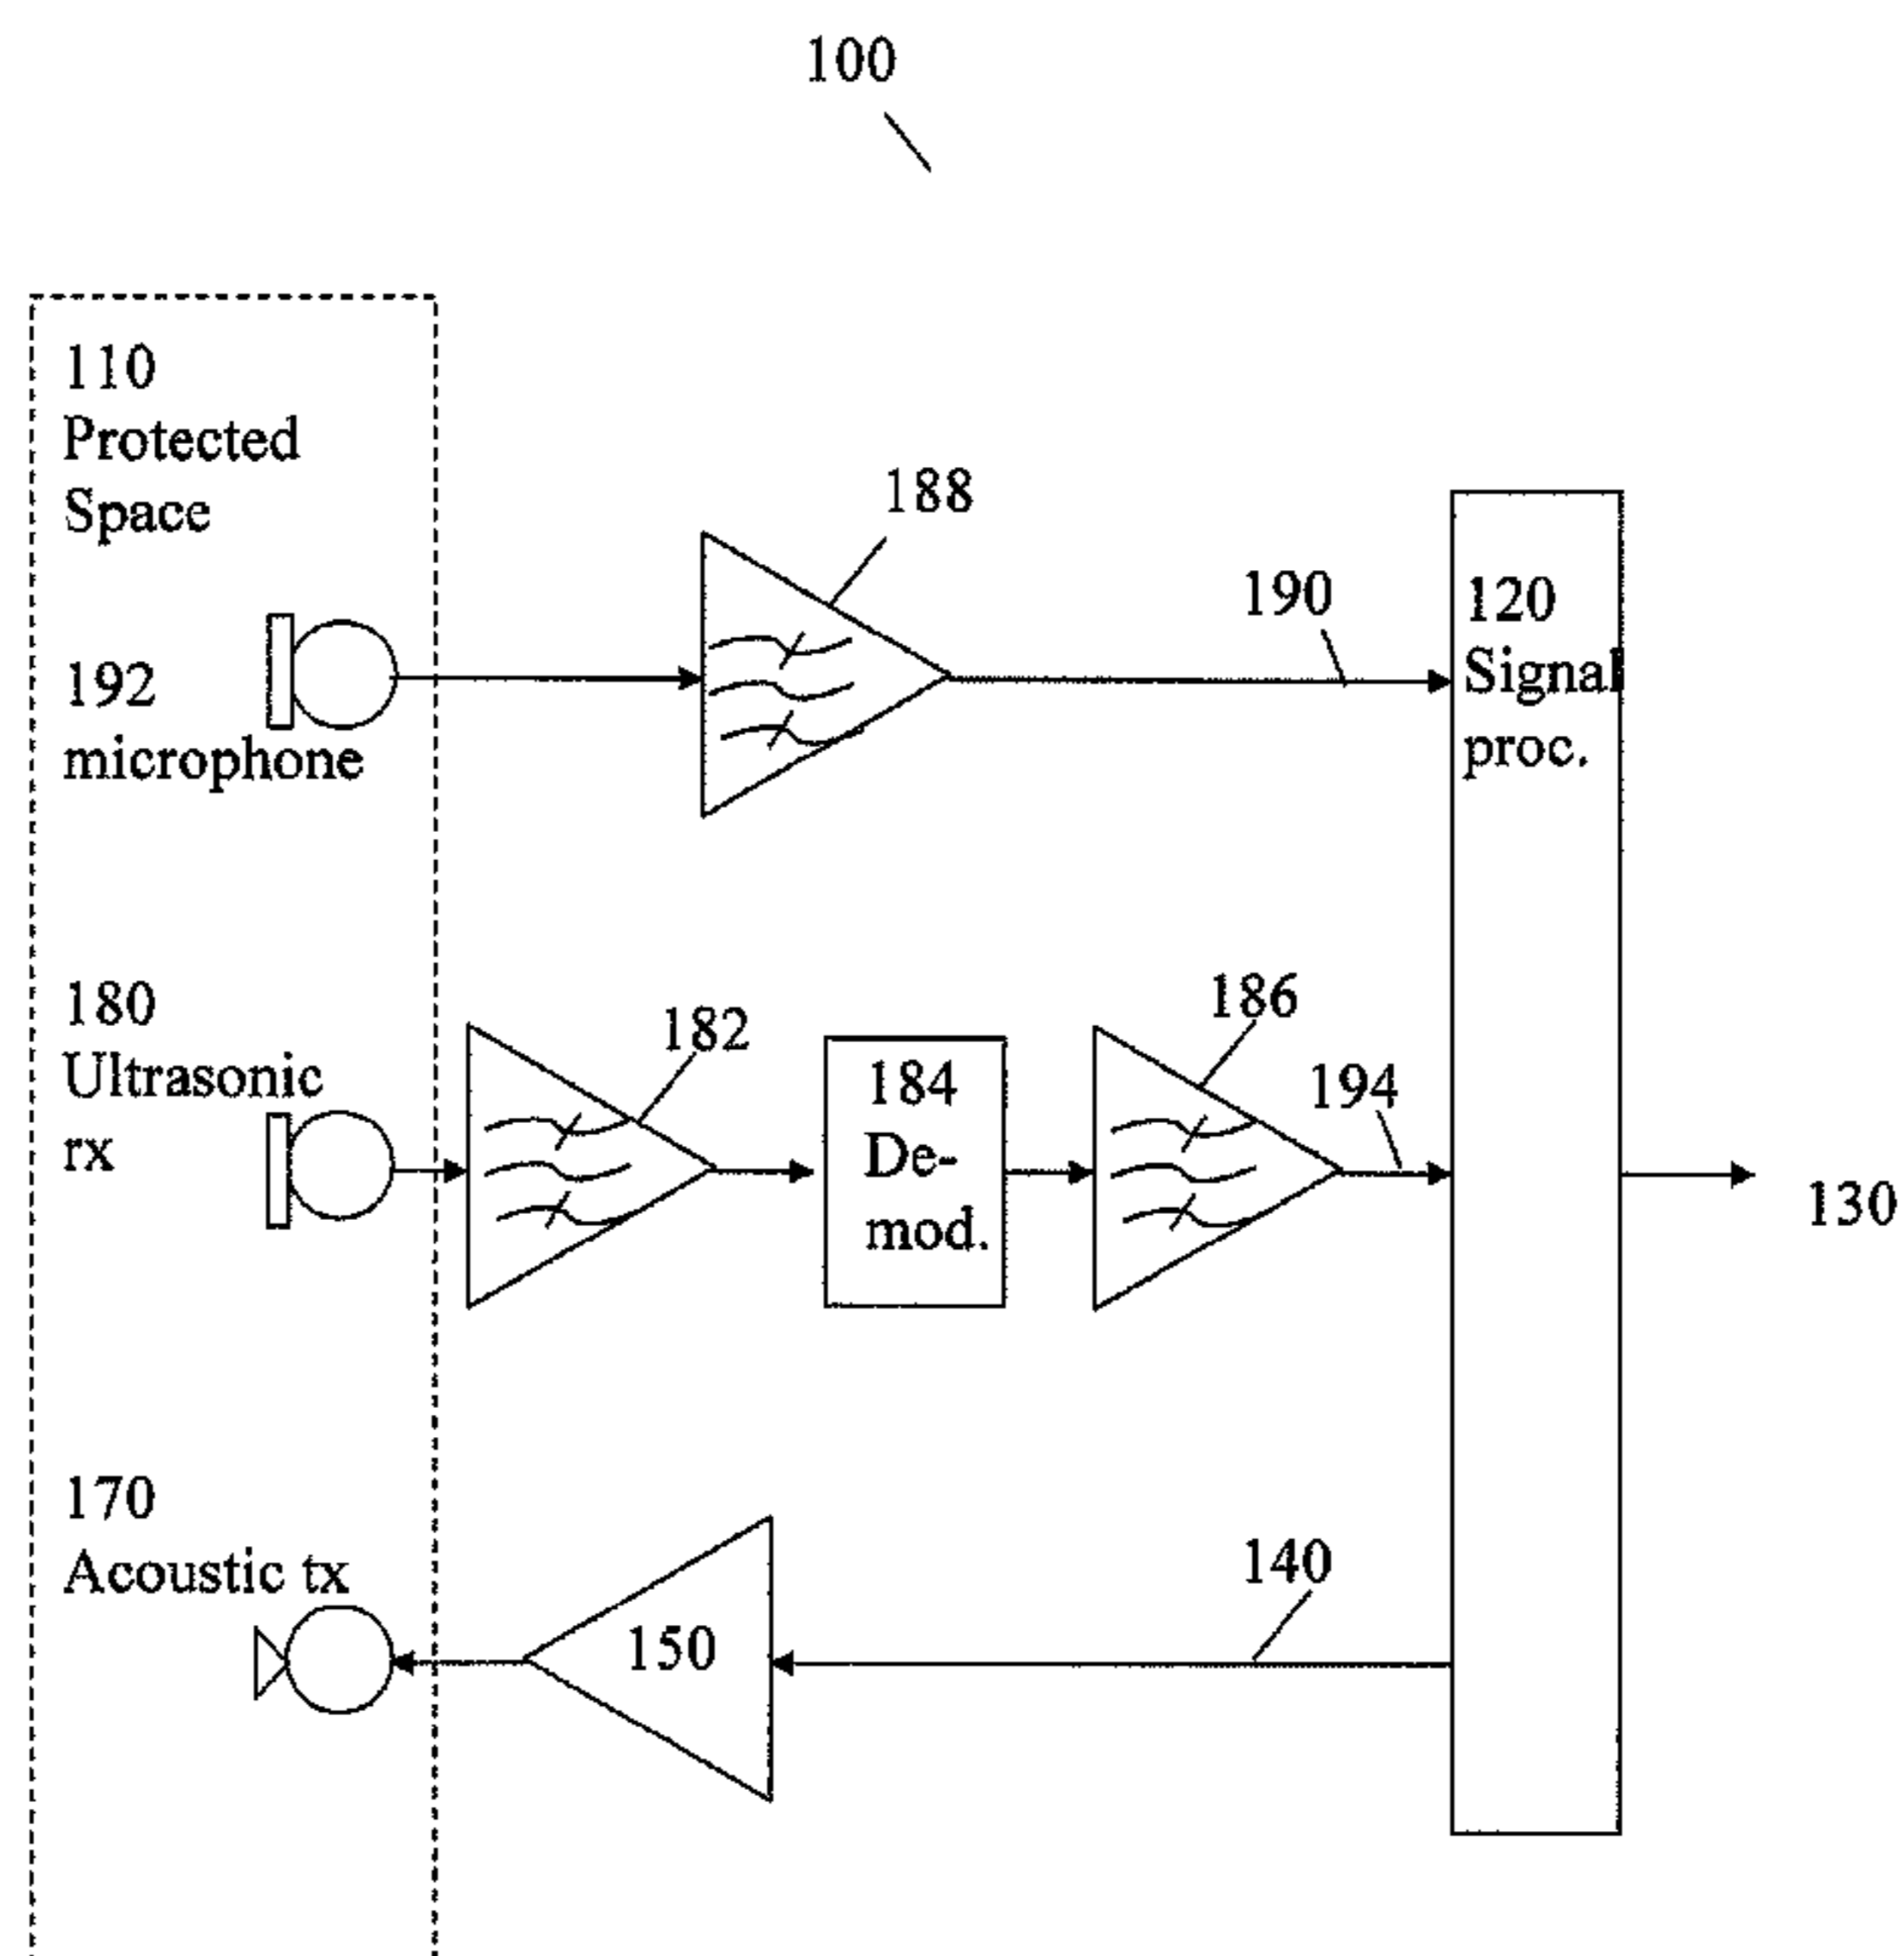 100
110
Protected
Space
192
microphone
188
190
120
Signal
proc.
180
Ultrasonic
rx
182
184
De-
mod.
186
194
130
170
Acoustic tx
150
140